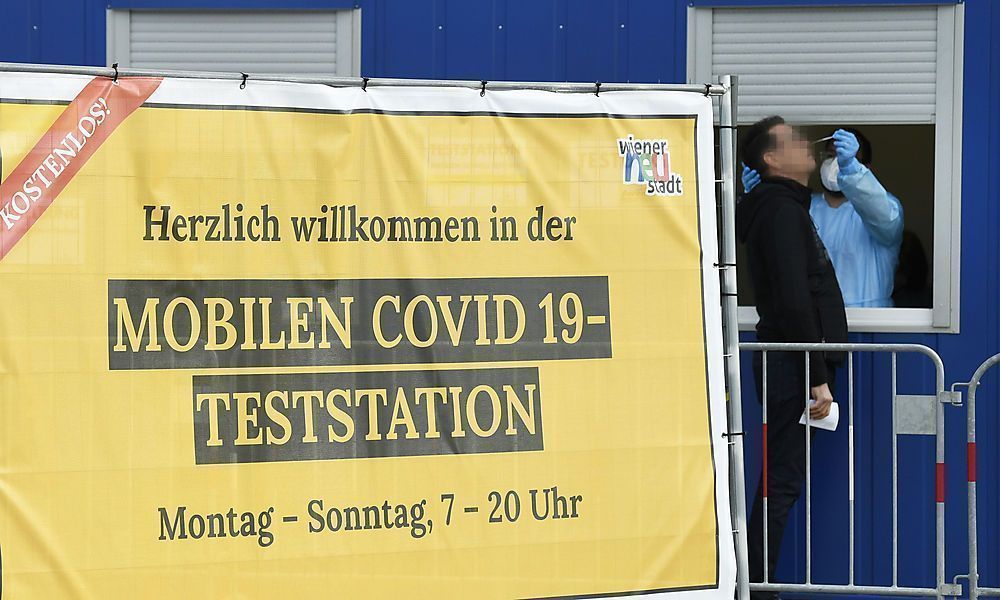 KOSTENLOS!
wiener
neu
stadt
Herzlich willkommen in der
MOBILEN COVID 19-
TESTSTATION
Montag – Sonntag, 7 – 20 Uhr